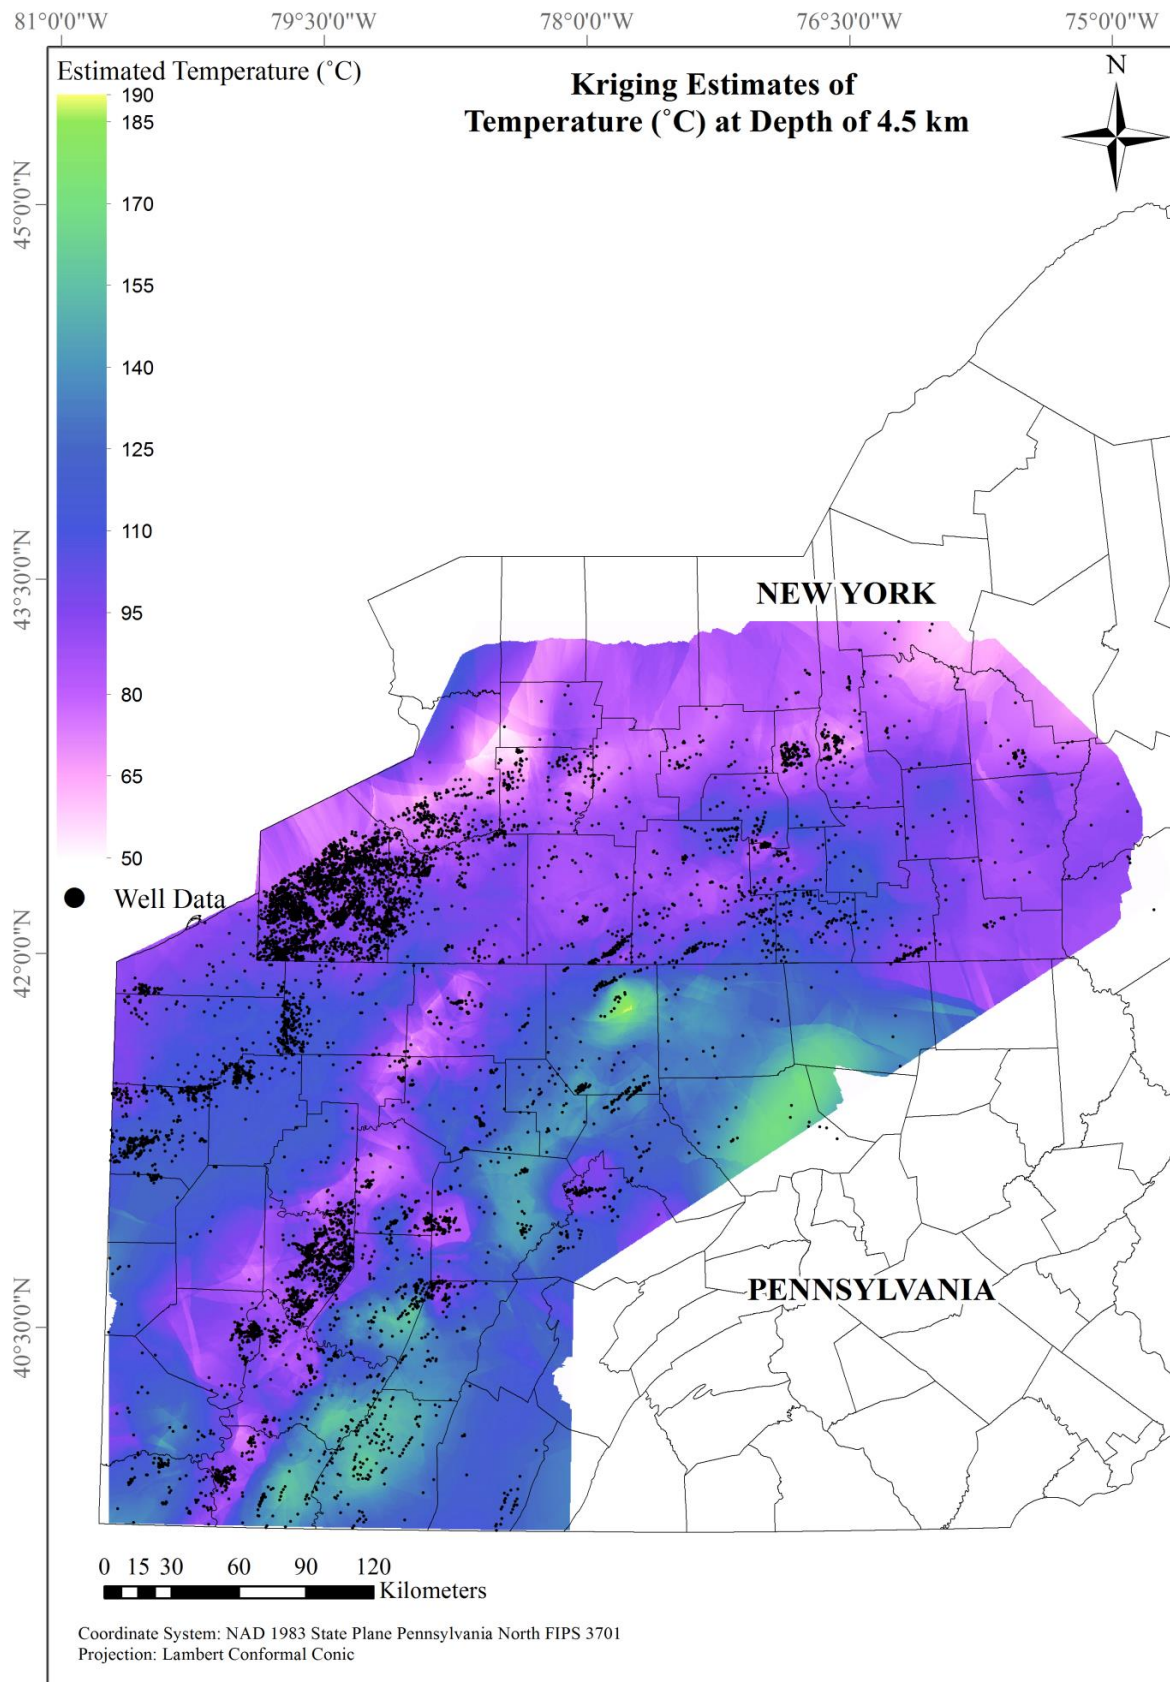 81°0'0"W
79°30'0"W
78°0'0"W
76°30'0"W
75°0'0"W
Estimated Temperature (˚C)
190
185
170
155
140
125
110
95
80
65
50
Well Data
Kriging Estimates of
Temperature (˚C) at Depth of 4.5 km
N
45°0'0"N
43°30'0"N
42°0'0"N
40°30'0"N
NEW YORK
PENNSYLVANIA
0 15 30 60 90 120
Kilometers
Coordinate System: NAD 1983 State Plane Pennsylvania North FIPS 3701
Projection: Lambert Conformal Conic